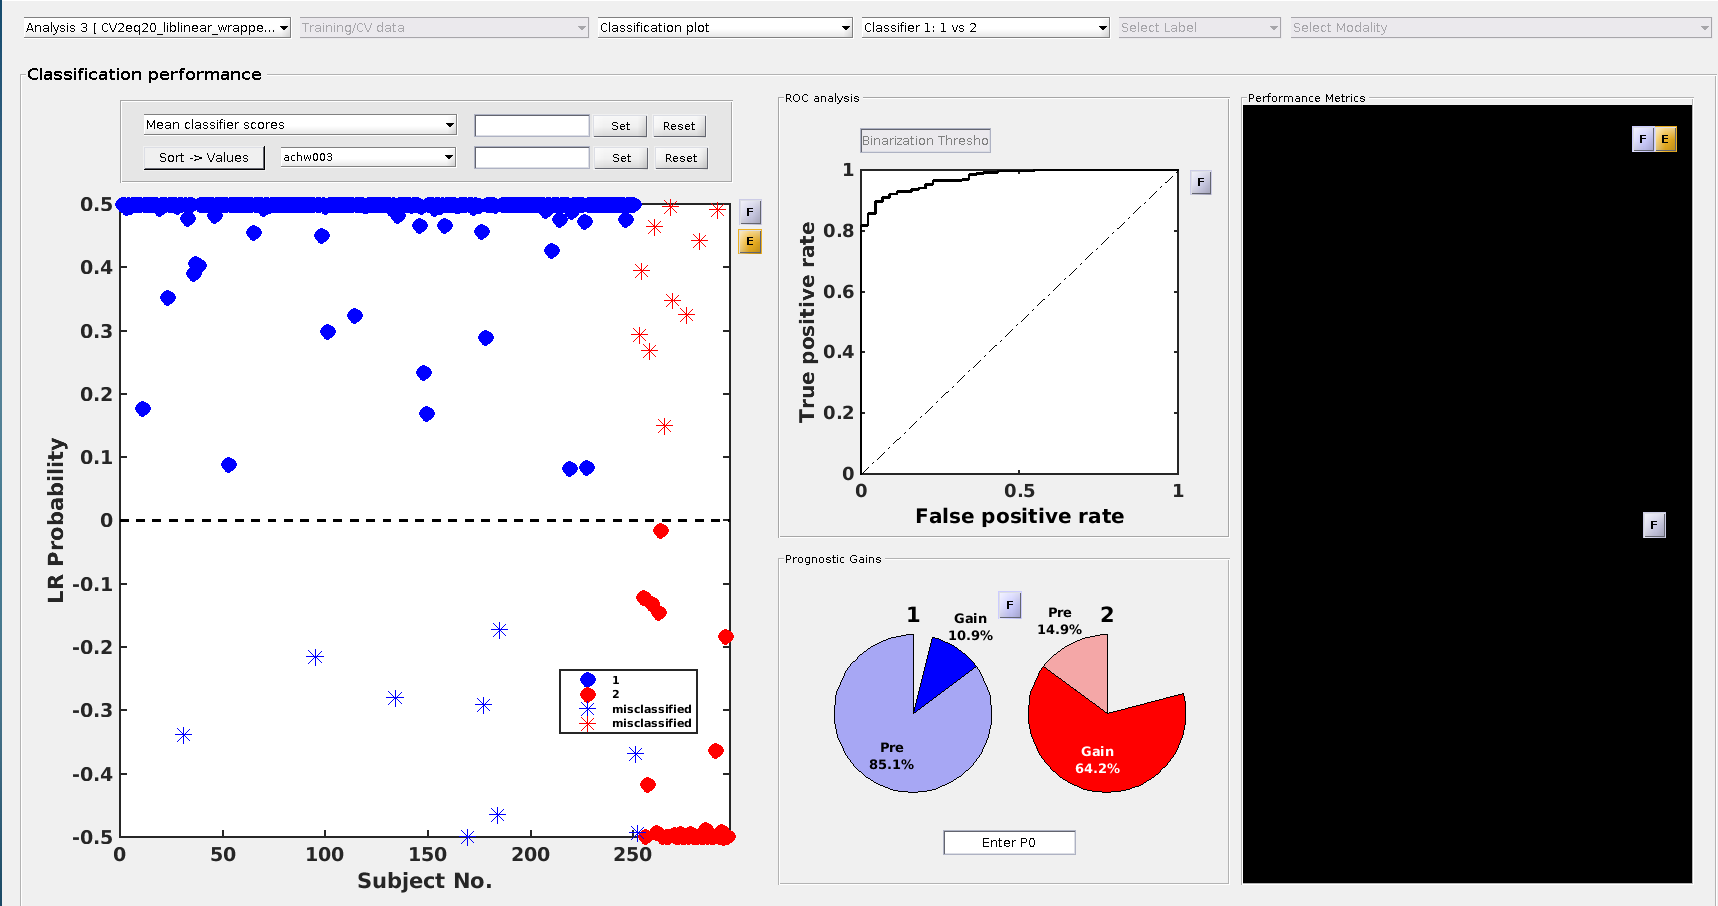 Analysis 3 [ CV2eq20_liblinear_wrappe... Training/CV data Classification plot Classifier 1: 1 vs 2 Select Label Select Modality
Classification performance
Mean classifier scores Set Reset
Sort -> Values achw003 Set Reset
0.5
0.4
0.3
0.2
0.1
0
-0.1
-0.2
-0.3
-0.4
-0.5
LR Probability
0 50 100 150 200 250
Subject No.
1
2
misclassified
misclassified
F
E
ROC analysis
Binarization Thresho
F
1
0.8
0.6
0.4
0.2
0
True positive rate
0 0.5 1
False positive rate
Prognostic Gains
F
1
Gain
10.9%
Pre
85.1%
Pre
14.9%
2
Gain
64.2%
Enter P0
Performance Metrics
F E
F